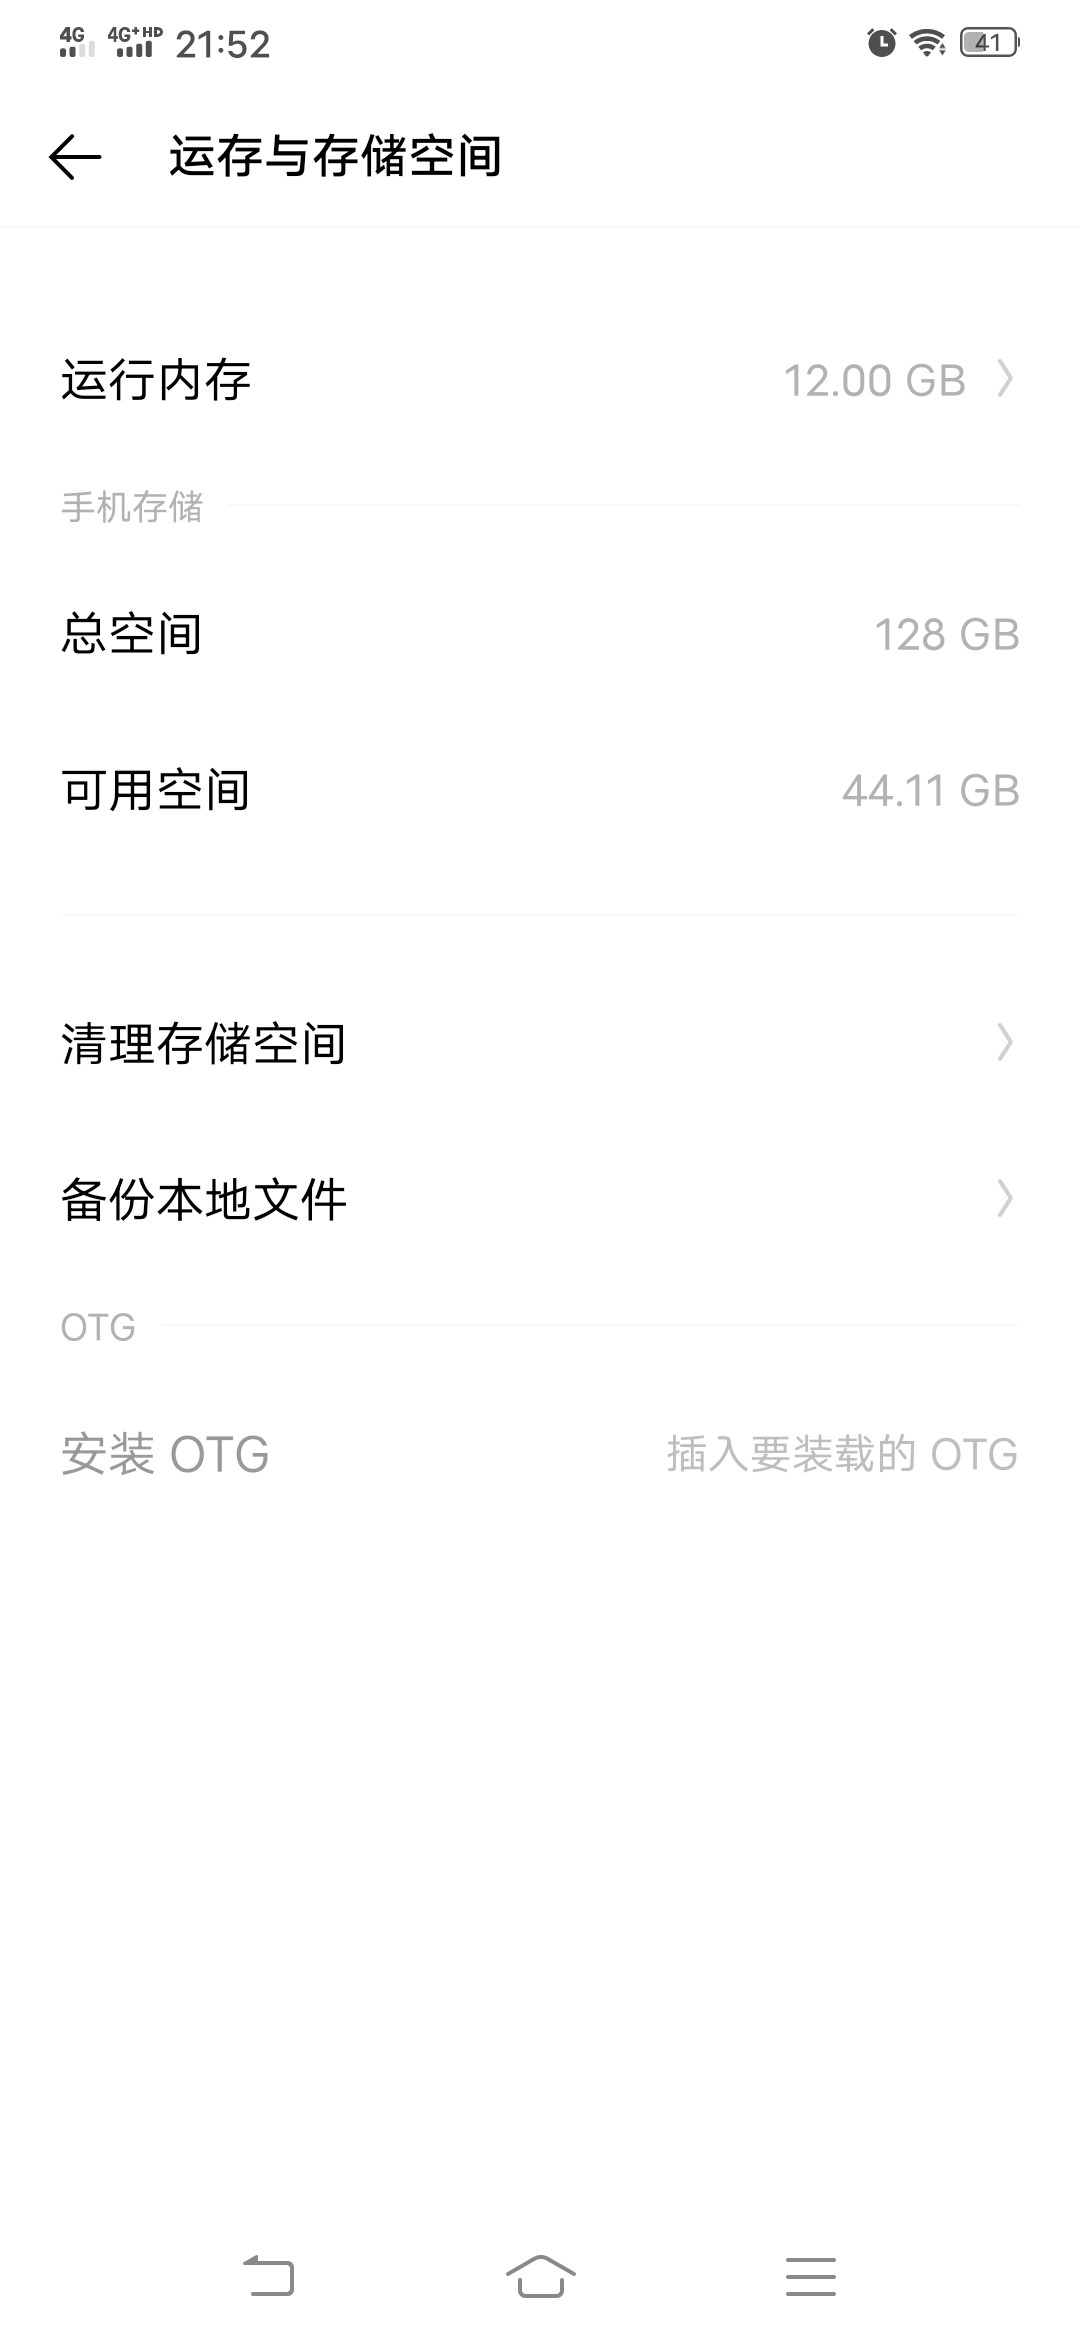 4G 4G+ HD 21:52 41
运存与存储空间
运行内存 12.00 GB
手机存储
总空间 128 GB
可用空间 44.11 GB
清理存储空间
备份本地文件
OTG
安装 OTG 插入要装载的 OTG